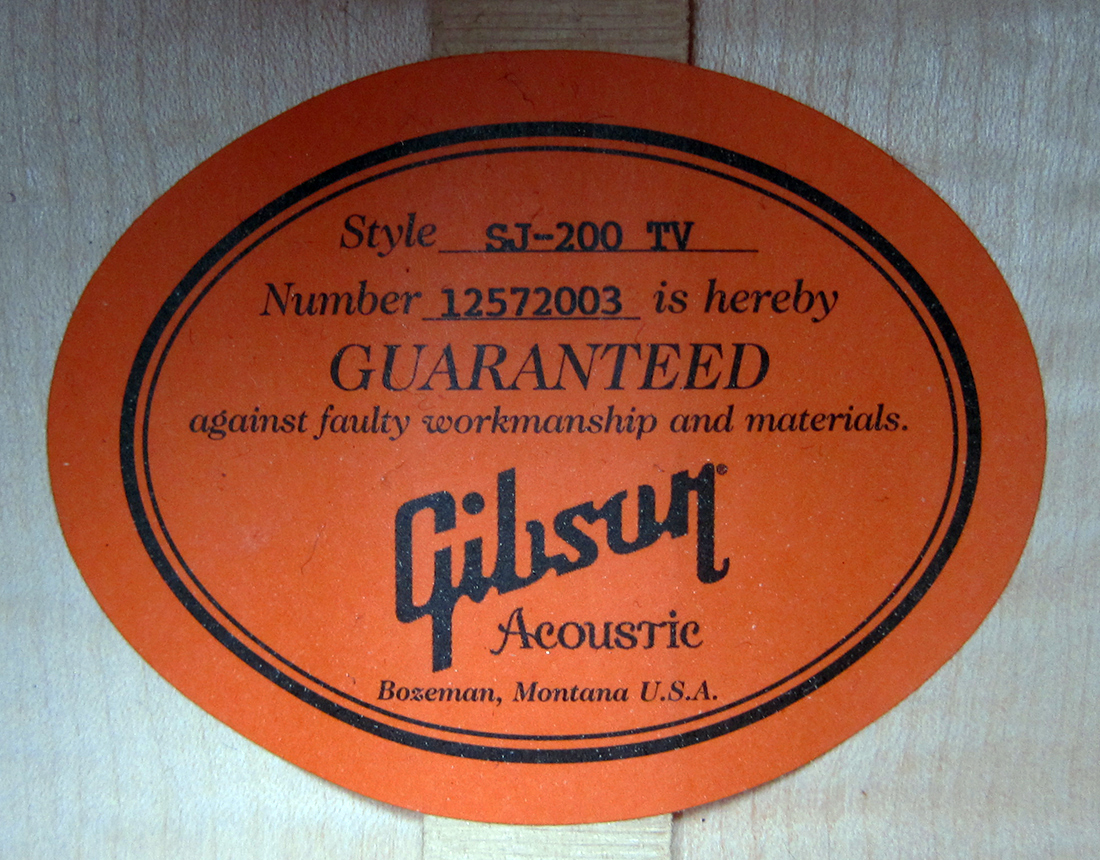 Style SJ-200 TV
Number 12572003 is hereby
GUARANTEED
against faulty workmanship and materials.
Gibson®
Acoustic
Bozeman, Montana U.S.A.